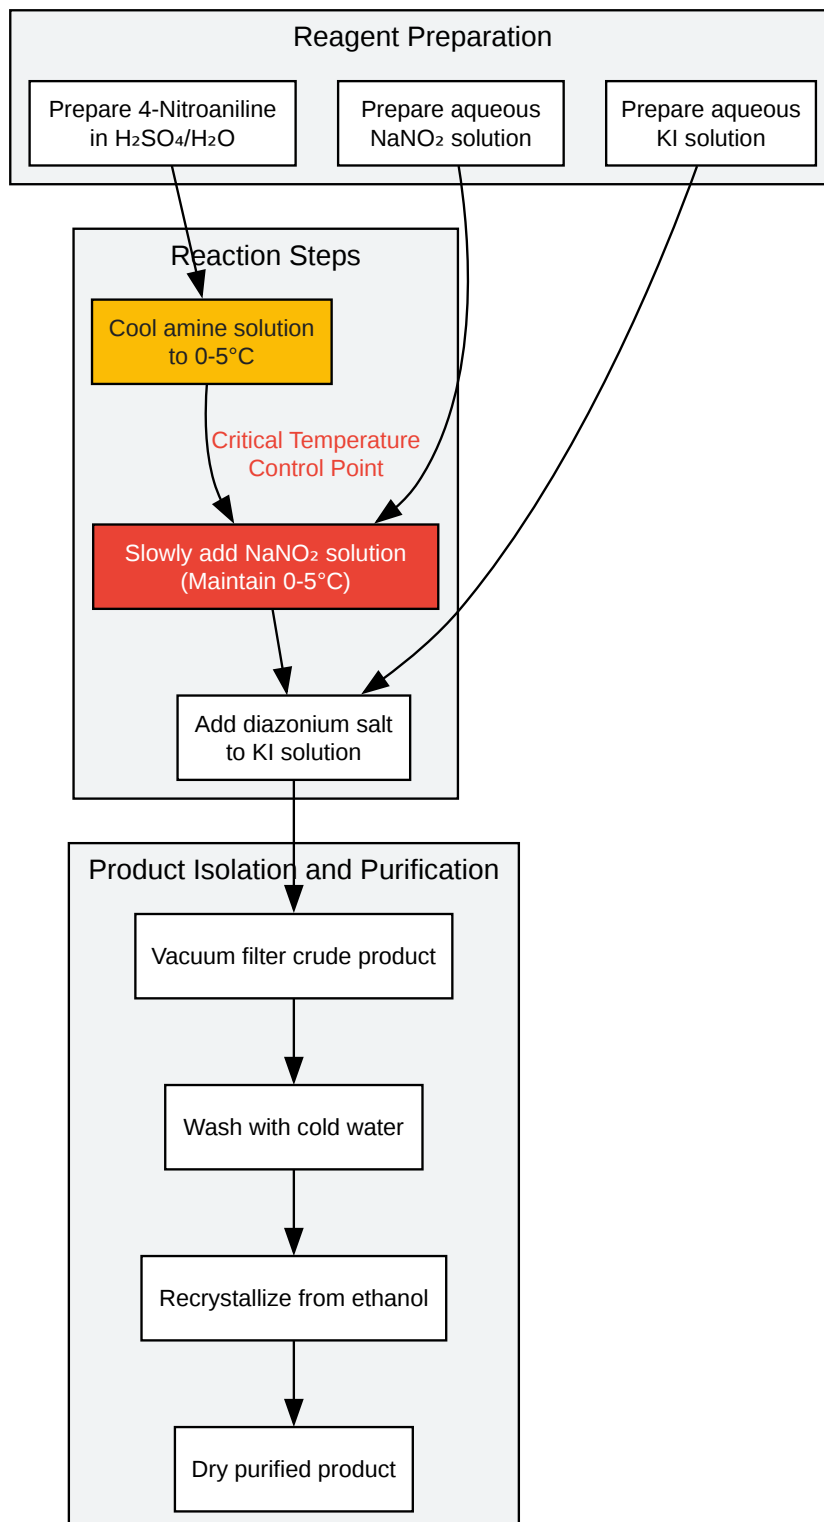 Reagent Preparation
Prepare 4-Nitroaniline
in H₂SO₄/H₂O
Prepare aqueous
NaNO₂ solution
Prepare aqueous
KI solution
Reaction Steps
Cool amine solution
to 0-5°C
Critical Temperature
Control Point
Slowly add NaNO₂ solution
(Maintain 0-5°C)
Add diazonium salt
to KI solution
Product Isolation and Purification
Vacuum filter crude product
Wash with cold water
Recrystallize from ethanol
Dry purified product